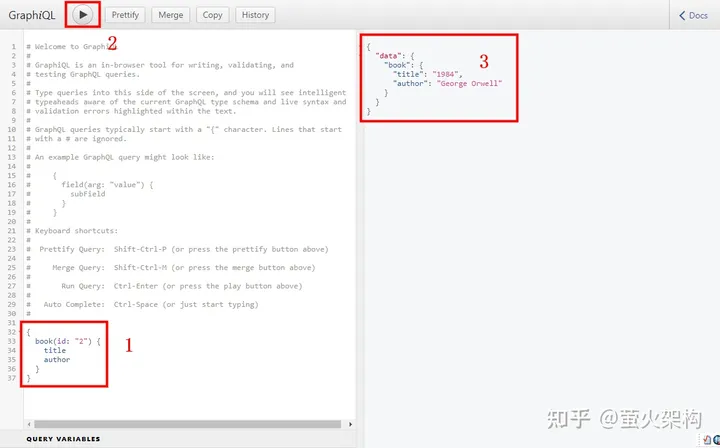 GraphiQL Prettify Merge Copy History Docs
2
1 # Welcome to Graphi
2 #
3 # GraphiQL is an in-browser tool for writing, validating, and
4 # testing GraphQL queries.
5 #
6 # Type queries into this side of the screen, and you will see intelligent
7 # typeaheads aware of the current GraphQL type schema and live syntax and
8 # validation errors highlighted within the text.
9 #
10 # GraphQL queries typically start with a "{" character. Lines that start
11 # with a # are ignored.
12 #
13 # An example GraphQL query might look like:
14 #
15 #     {
16 #       field(arg: "value") {
17 #         subField
18 #       }
19 #     }
20 #
21 # Keyboard shortcuts:
22 #
23 #  Prettify Query:  Shift-Ctrl-P (or press the prettify button above)
24 #
25 #     Merge Query:  Shift-Ctrl-M (or press the merge button above)
26 #
27 #       Run Query:  Ctrl-Enter (or press the play button above)
28 #
29 #   Auto Complete:  Ctrl-Space (or just start typing)
30 #
31
32 {
33   book(id: "2") {
34     title
35     author
36   }
37 }
1
QUERY VARIABLES
{
  "data": {
    "book": {
      "title": "1984",
      "author": "George Orwell"
    }
  }
}
3
知乎 @萤火架构